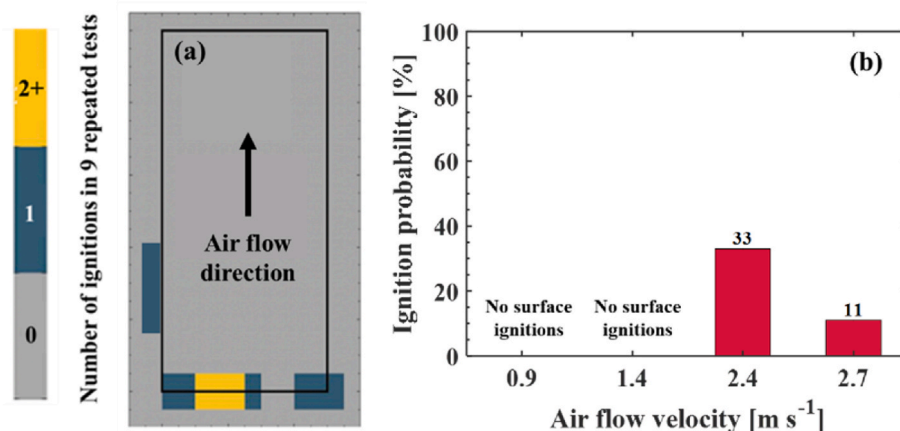 2+
1
0
Number of ignitions in 9 repeated tests
(a)
Air flow
direction
(b)
Ignition probability [%]
100
80
60
40
20
0
No surface
ignitions
No surface
ignitions
33
11
0.9 1.4 2.4 2.7
Air flow velocity [m s⁻¹]